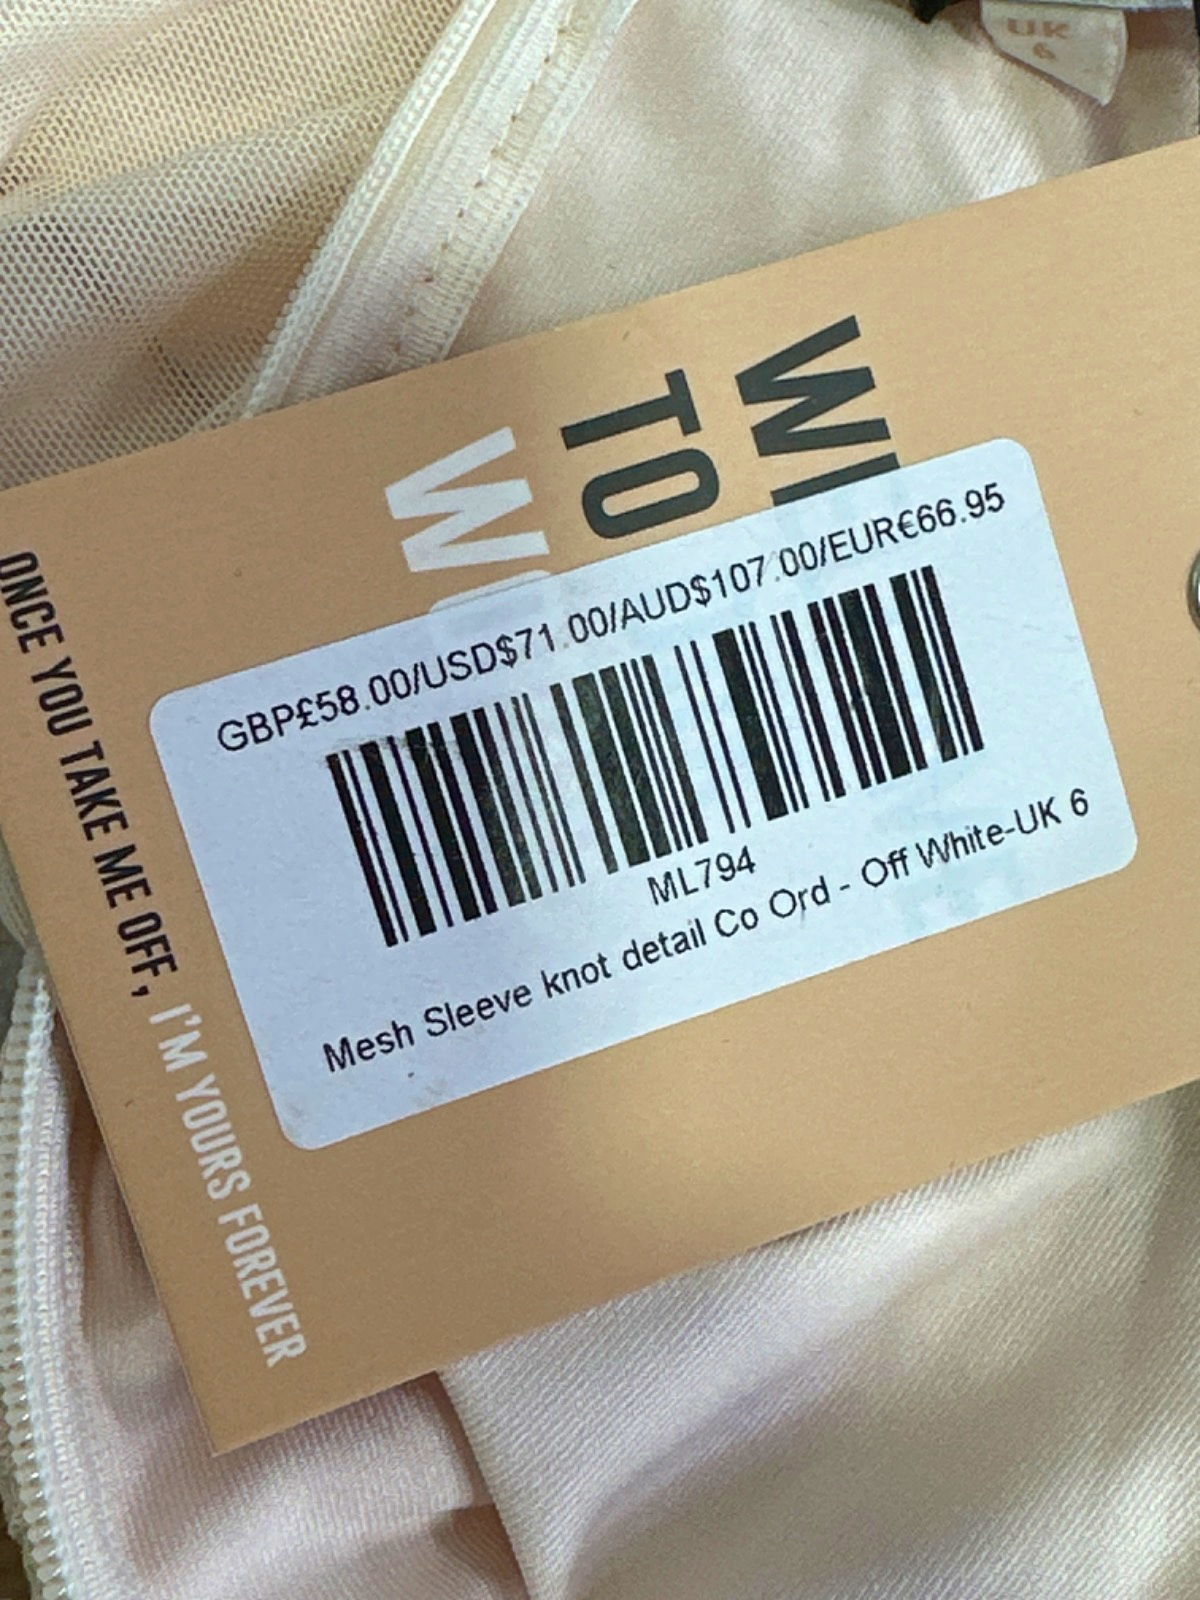 UK
6
TO
GBP£58.00/USD$71.00/AUD$107.00/EUR€66.95
ML794
Mesh Sleeve knot detail Co Ord - Off White-UK 6
ONCE YOU TAKE ME OFF, I'M YOURS FOREVER